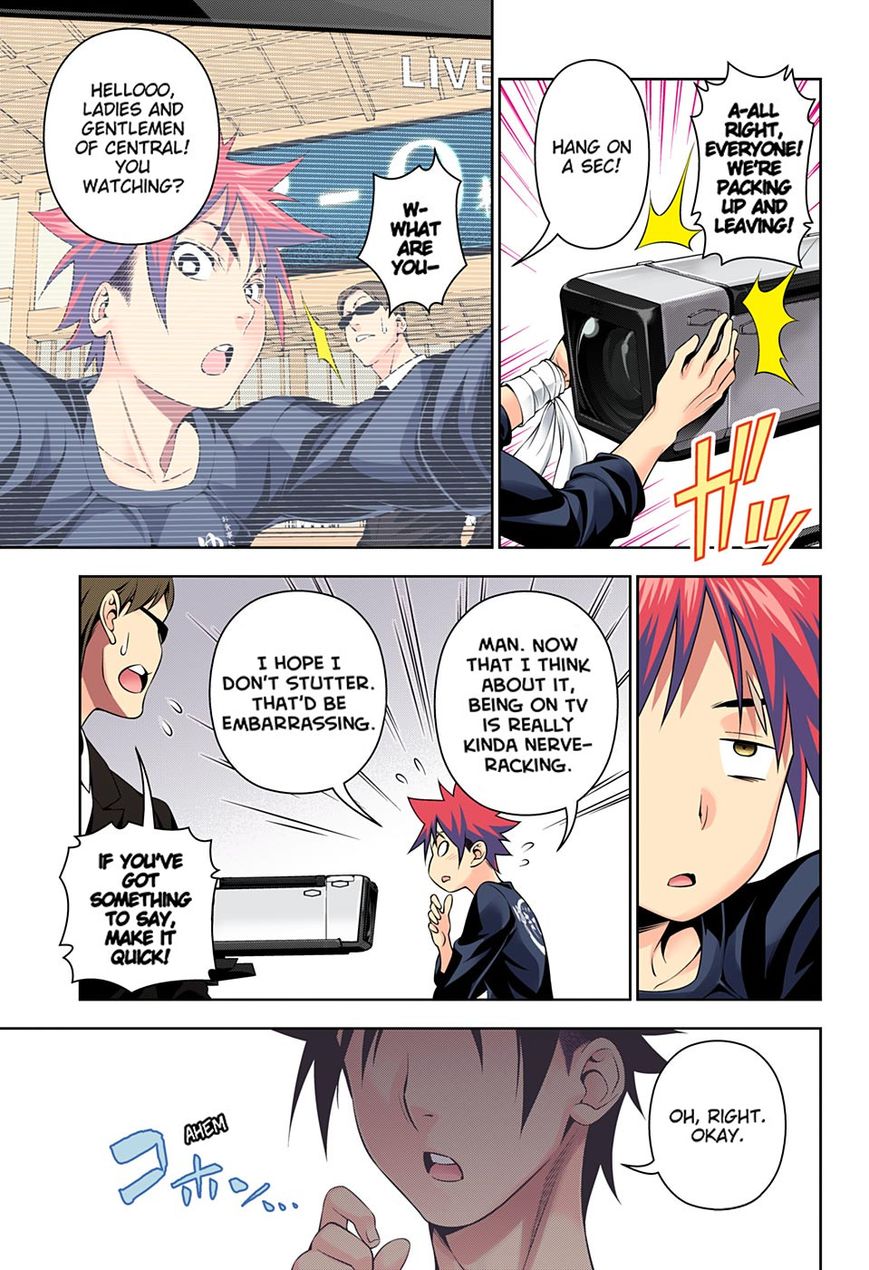 A-ALL
RIGHT,
EVERYONE!
WE'RE
PACKING
UP AND
LEAVING!
HANG ON
A SEC!
ガッ
LIVE
HELLOOO,
LADIES AND
GENTLEMEN
OF CENTRAL!
YOU
WATCHING?
W-
WHAT
ARE
YOU-
MAN. NOW
THAT I THINK
ABOUT IT,
BEING ON TV
IS REALLY
KINDA NERVE-
RACKING.
I HOPE I
DON'T STUTTER.
THAT'D BE
EMBARRASSING.
IF YOU'VE
GOT
SOMETHING
TO SAY,
MAKE IT
QUICK!
OH, RIGHT.
OKAY.
AHEM
コホン...